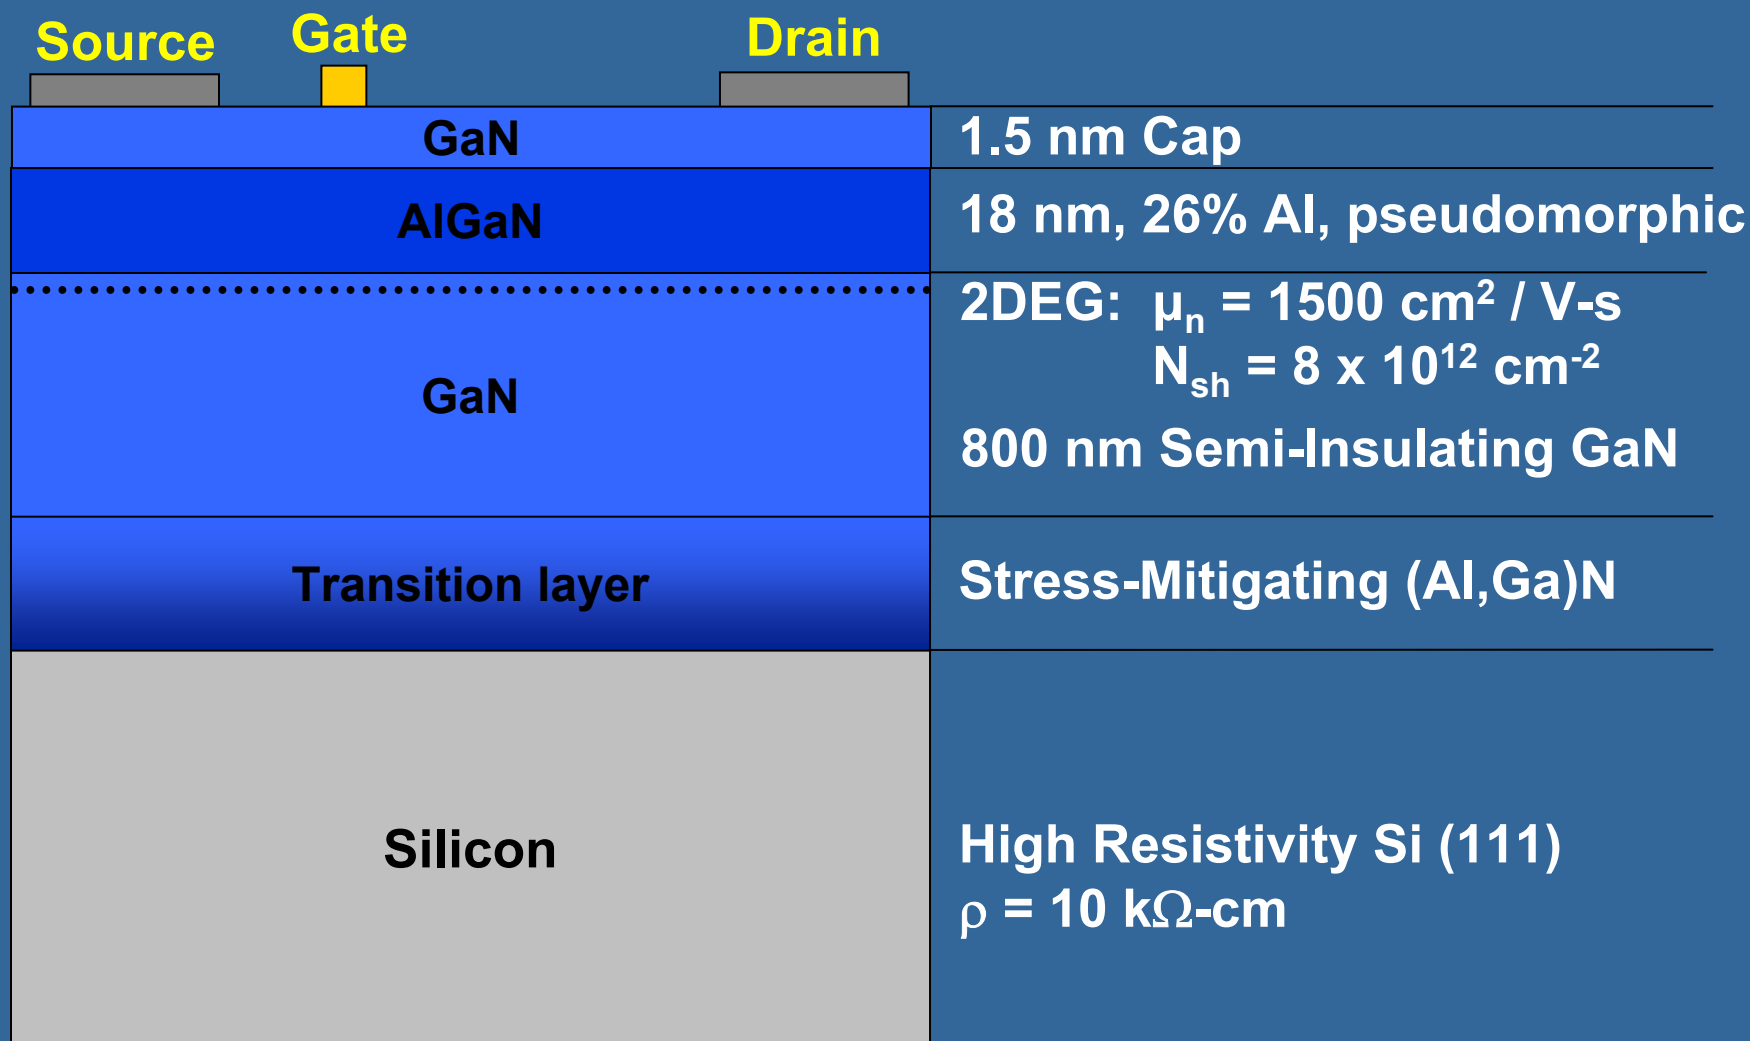 Source Gate Drain
GaN
1.5 nm Cap
AlGaN
18 nm, 26% Al, pseudomorphic
2DEG: μn = 1500 cm² / V-s
Nsh = 8 x 10¹² cm⁻²
GaN
800 nm Semi-Insulating GaN
Transition layer
Stress-Mitigating (Al,Ga)N
Silicon
High Resistivity Si (111)
ρ = 10 kΩ-cm